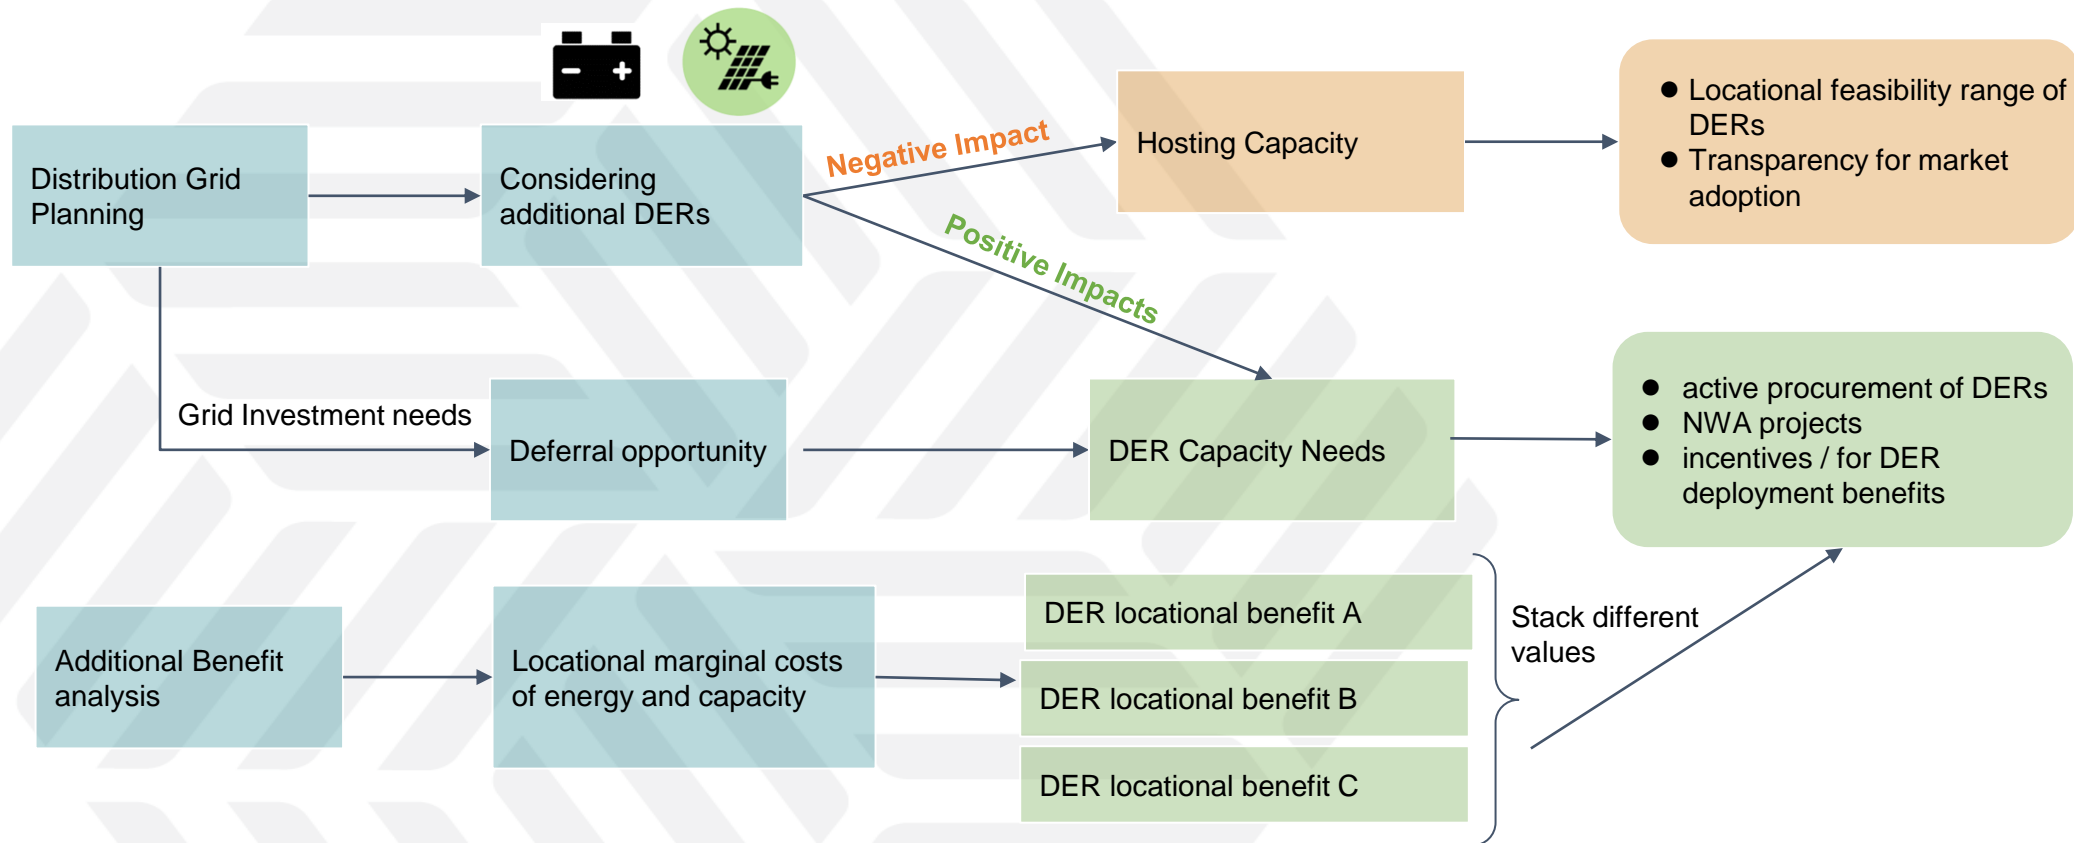 Distribution Grid
Planning
Considering
additional DERs
Negative Impact
Positive Impacts
Hosting Capacity
● Locational feasibility range of
DERs
● Transparency for market
adoption
Grid Investment needs
Deferral opportunity
DER Capacity Needs
● active procurement of DERs
● NWA projects
● incentives / for DER
deployment benefits
Additional Benefit
analysis
Locational marginal costs
of energy and capacity
DER locational benefit A
DER locational benefit B
DER locational benefit C
Stack different
values